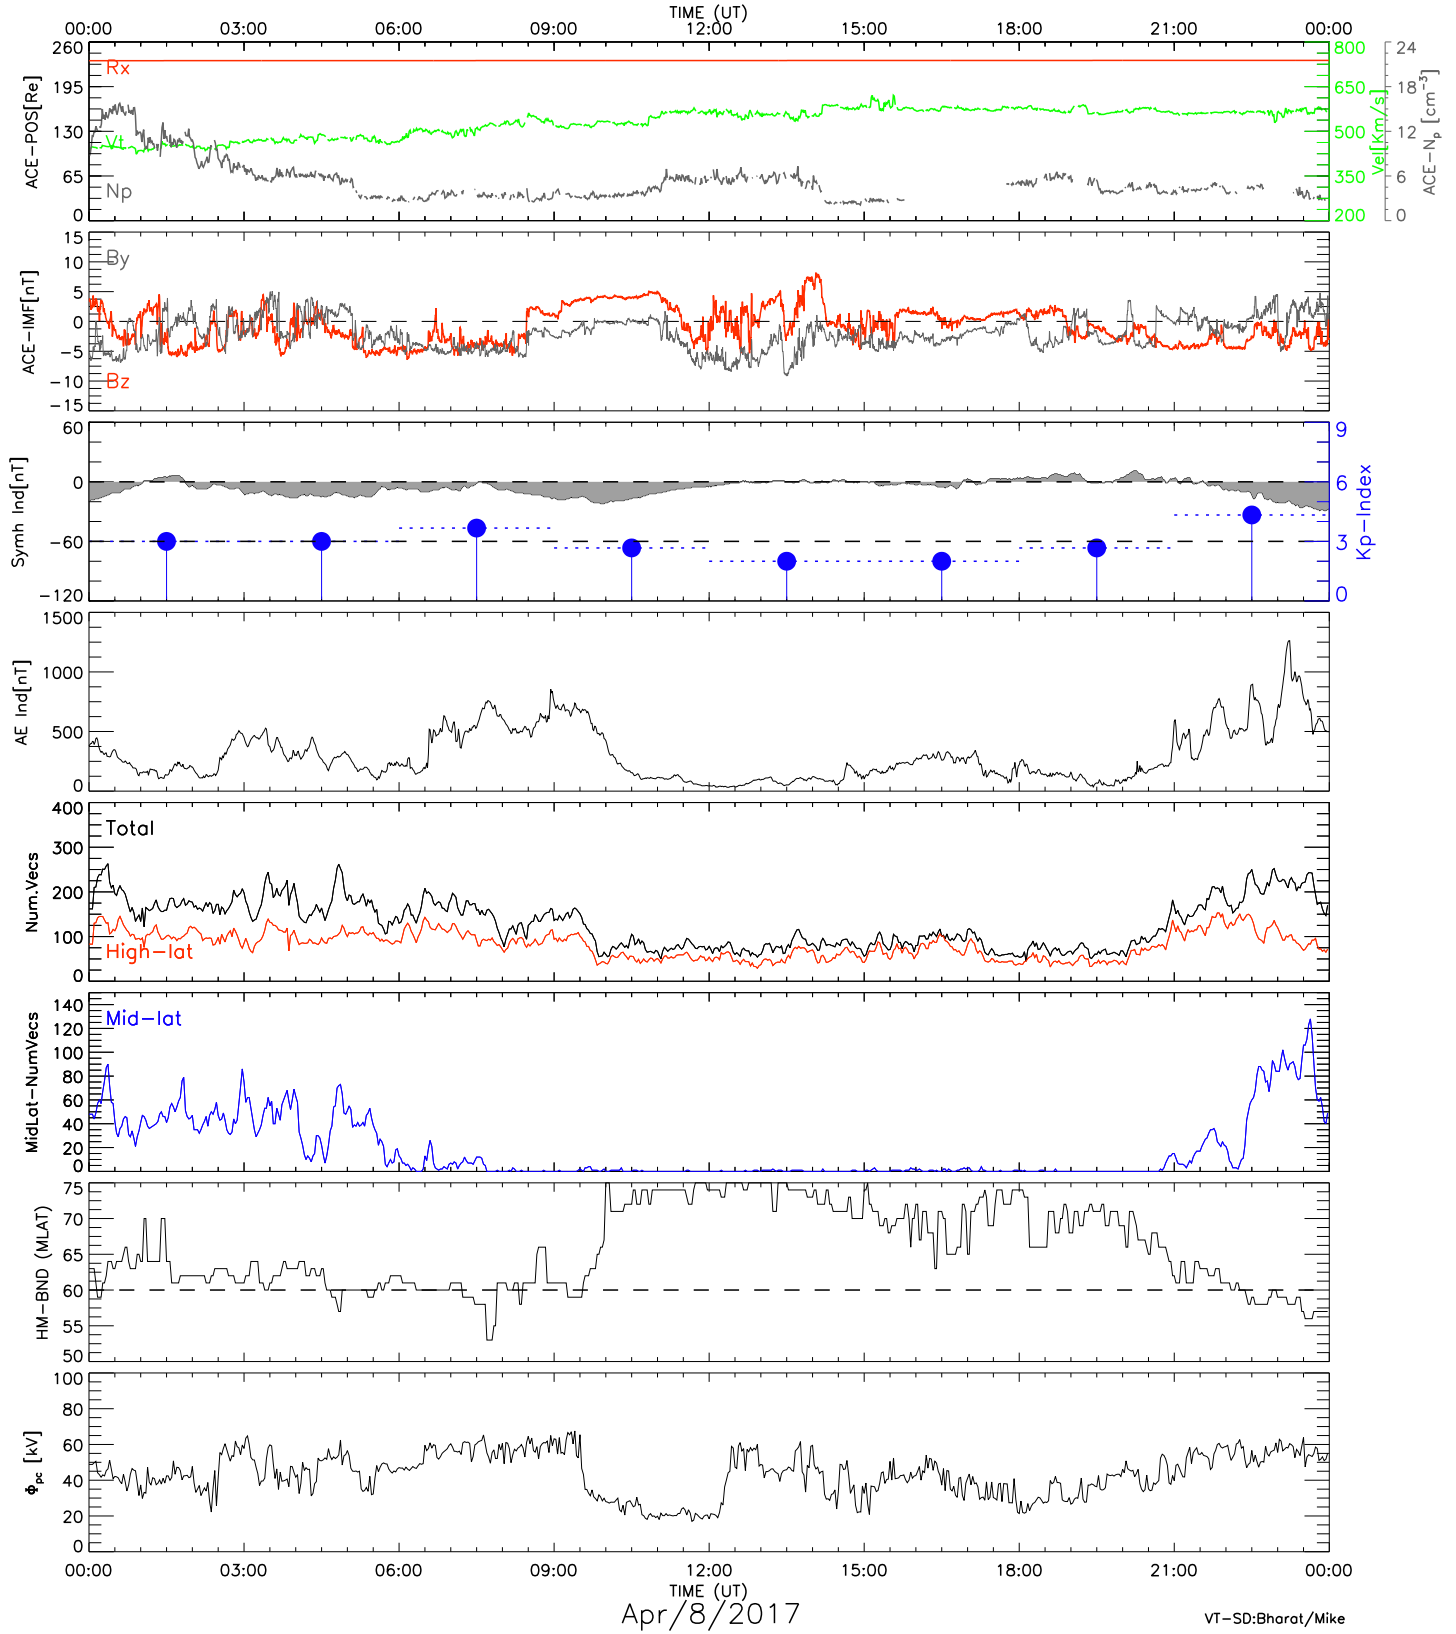 TIME (UT)
00:00 03:00 06:00 09:00 12:00 15:00 18:00 21:00 00:00
ACE-POS[Re]
260
195
130
65
0
Rx
Vt
Np
800
650
500
350
200
Vel[Km/s]
24
18
12
6
0
ACE-Np [cm⁻³]
ACE-IMF[nT]
15
10
5
0
-5
-10
-15
By
Bz
Symh Ind[nT]
60
0
-60
-120
9
6
3
0
Kp-Index
AE Ind[nT]
1500
1000
500
0
Num.Vecs
400
300
200
100
0
Total
High-lat
MidLat-NumVecs
140
120
100
80
60
40
20
0
Mid-lat
HM-BND (MLAT)
75
70
65
60
55
50
Φpc [kV]
100
80
60
40
20
0
00:00 03:00 06:00 09:00 12:00 15:00 18:00 21:00 00:00
TIME (UT)
Apr/8/2017
VT-SD:Bharat/Mike